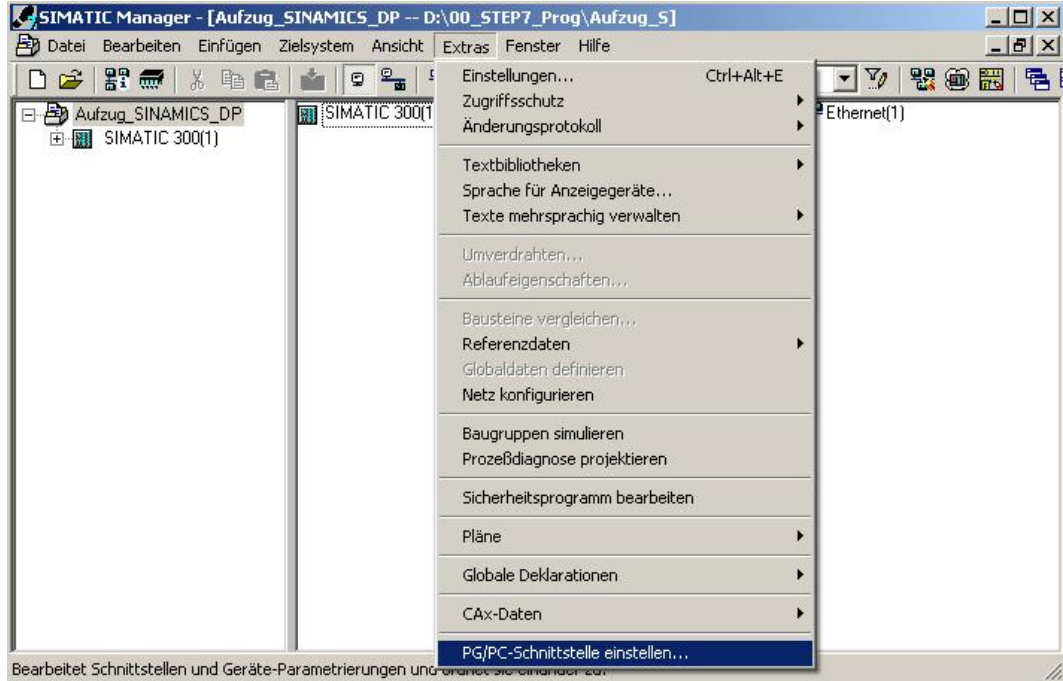 SIMATIC Manager - [Aufzug_SINAMICS_DP -- D:\00_STEP7_Prog\Aufzug_S]
Datei Bearbeiten Einfügen Zielsystem Ansicht Extras Fenster Hilfe
Aufzug_SINAMICS_DP
SIMATIC 300(1)
SIMATIC 300(1
Ethernet(1)
Einstellungen... Ctrl+Alt+E
Zugriffsschutz
Änderungsprotokoll
Textbibliotheken
Sprache für Anzeigegeräte...
Texte mehrsprachig verwalten
Umverdrahten...
Ablaufeigenschaften...
Bausteine vergleichen...
Referenzdaten
Globaldaten definieren
Netz konfigurieren
Baugruppen simulieren
Prozeßdiagnose projektieren
Sicherheitsprogramm bearbeiten
Pläne
Globale Deklarationen
CAx-Daten
PG/PC-Schnittstelle einstellen...
Bearbeitet Schnittstellen und Geräte-Parametrierungen und ordnet sie einander zu.